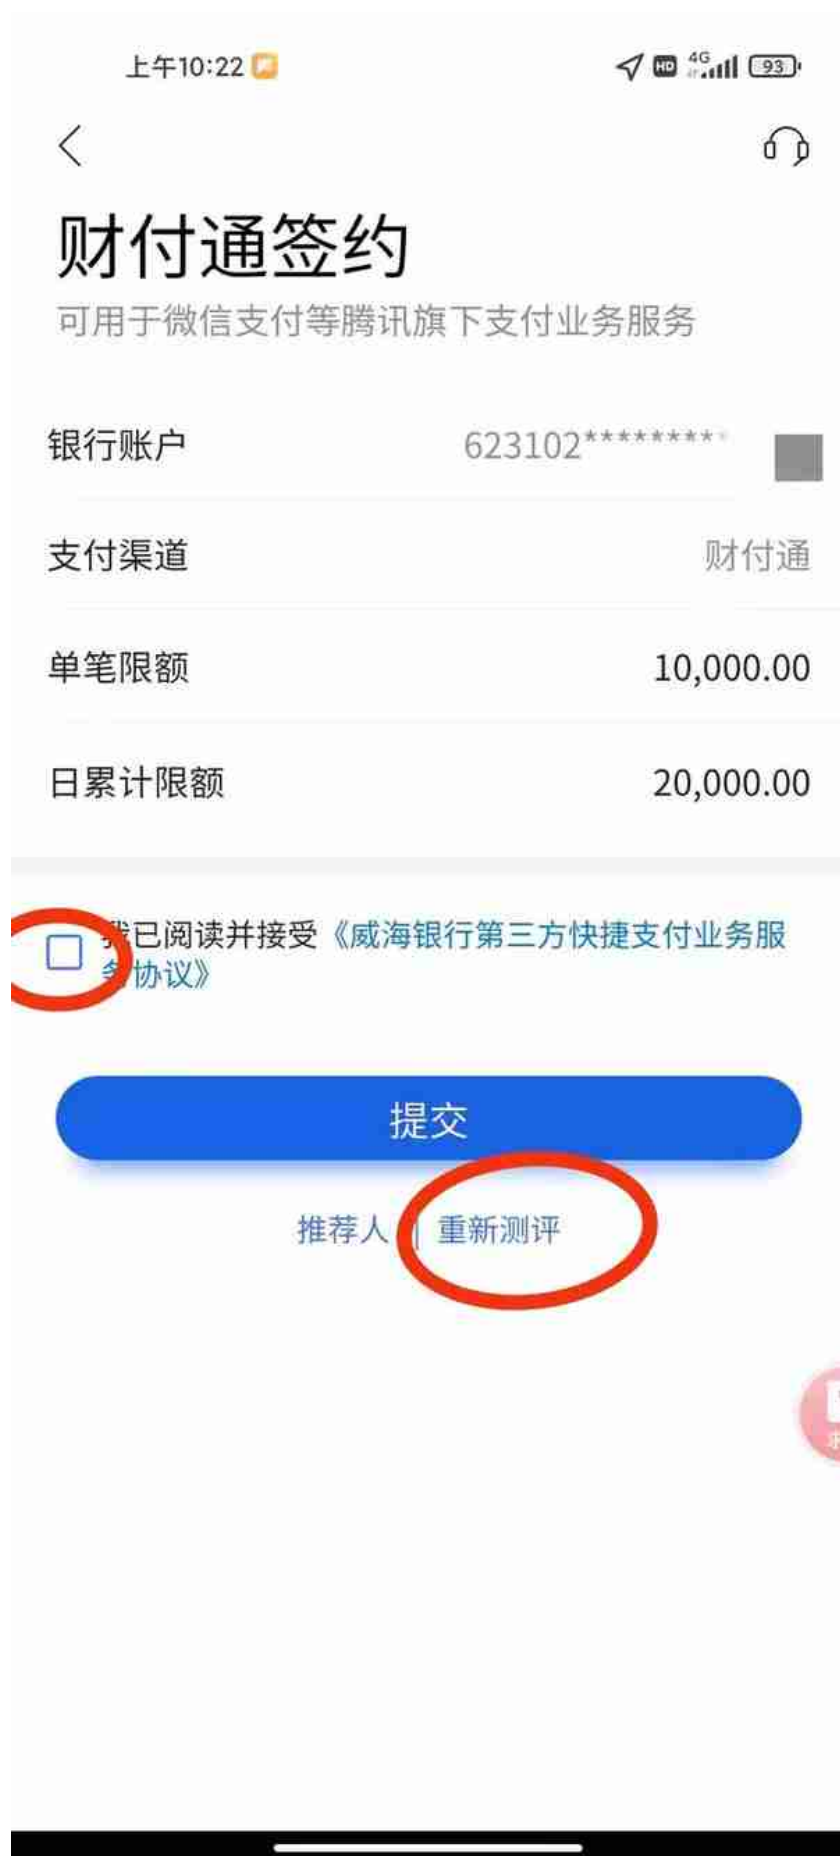 上午10:22
HD 4G 93
财付通签约
可用于微信支付等腾讯旗下支付业务服务
银行账户 623102*********
支付渠道 财付通
单笔限额 10,000.00
日累计限额 20,000.00
我已阅读并接受《威海银行第三方快捷支付业务服
务协议》
提交
推荐人 | 重新测评